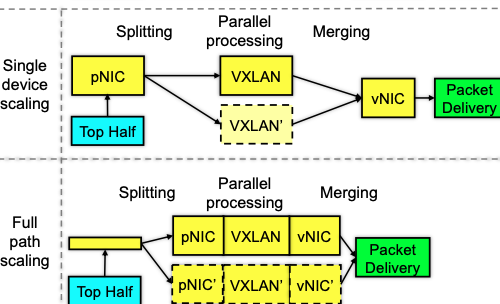 Splitting
Parallel
processing
Merging
Single
device
scaling
pNIC
VXLAN
vNIC
Packet
Delivery
Top Half
VXLAN'
Splitting
Parallel
processing
Merging
Full
path
scaling
pNIC
VXLAN
vNIC
Packet
Delivery
Top Half
pNIC'
VXLAN'
vNIC'